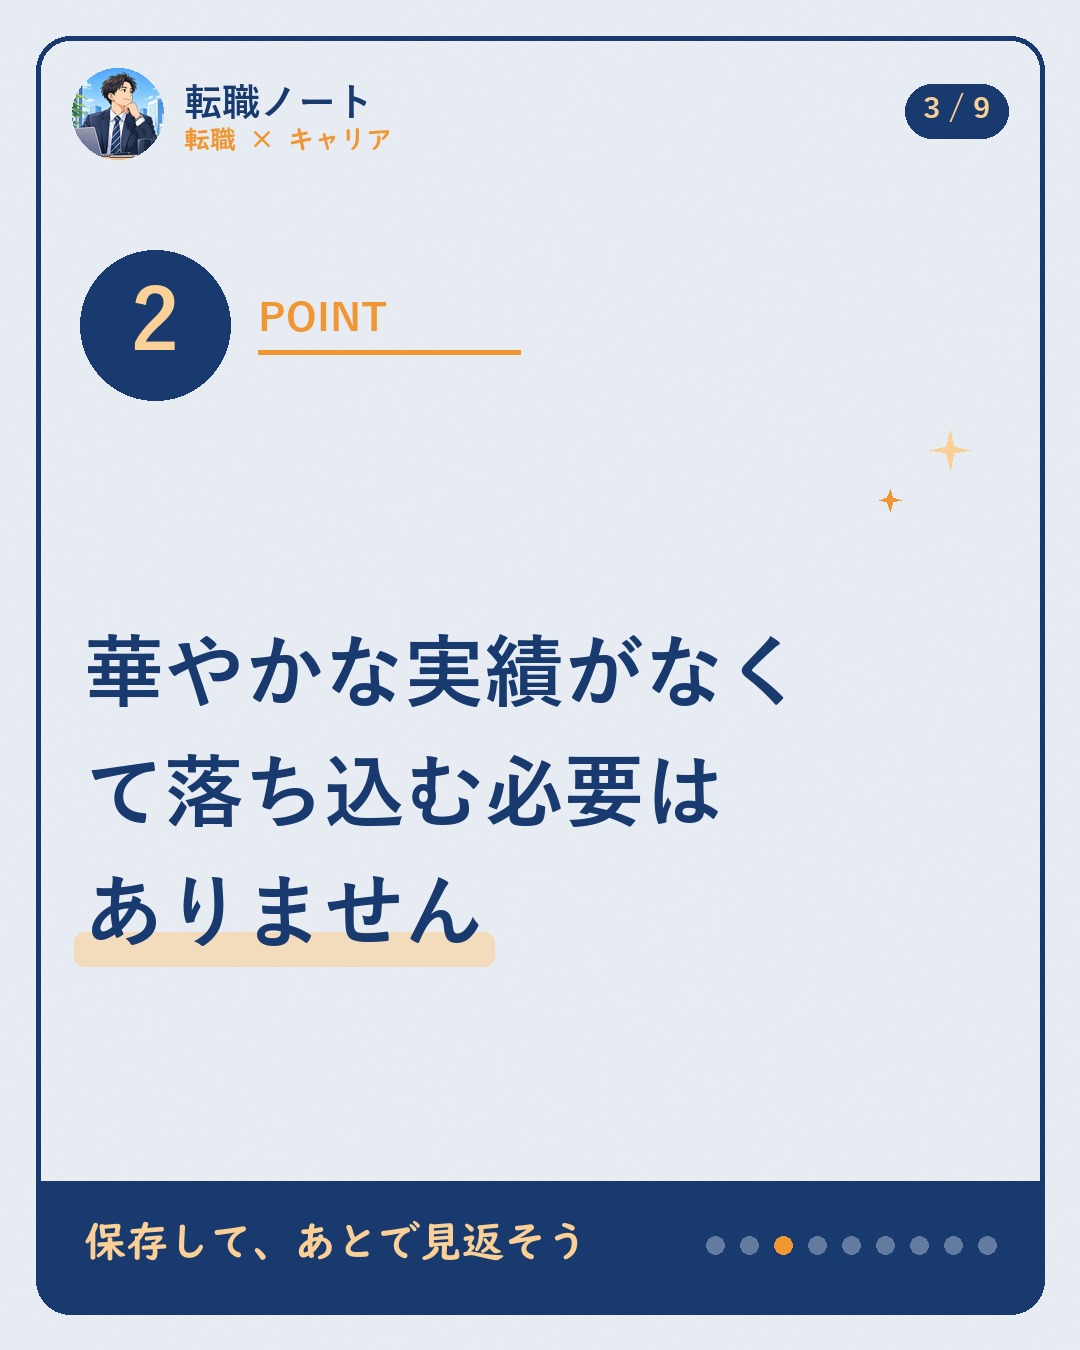 転職ノート
転職 × キャリア
3 / 9
2
POINT
華やかな実績がなく
て落ち込む必要は
ありません
保存して、あとで見返そう